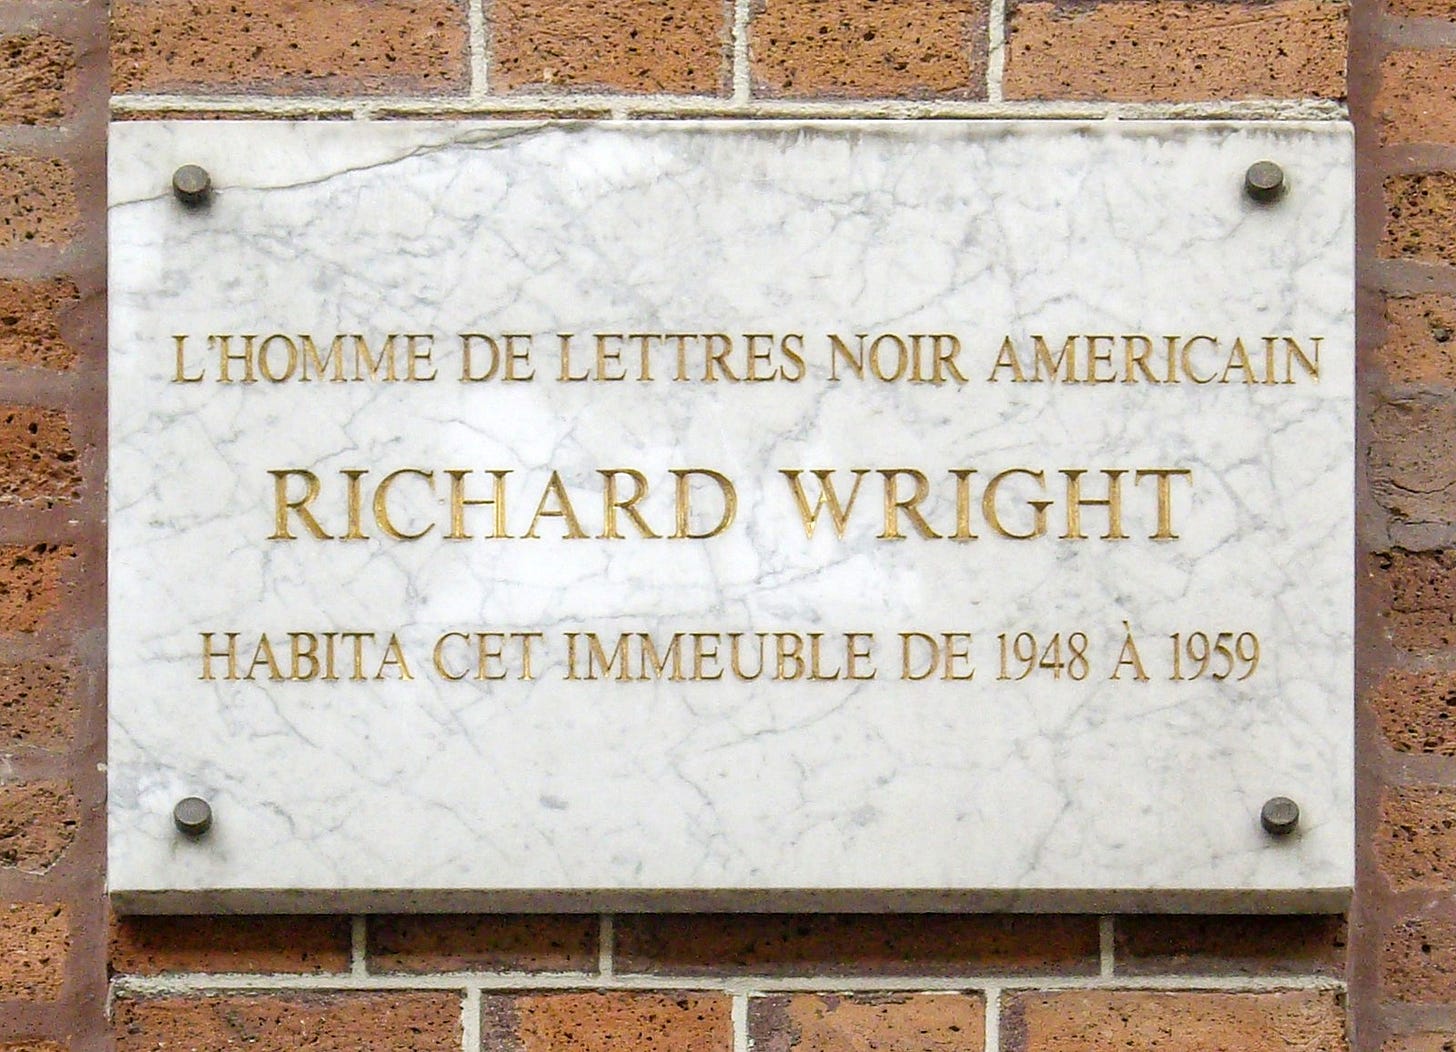 L'HOMME DE LETTRES NOIR AMERICAIN
RICHARD WRIGHT
HABITA CET IMMEUBLE DE 1948 À 1959